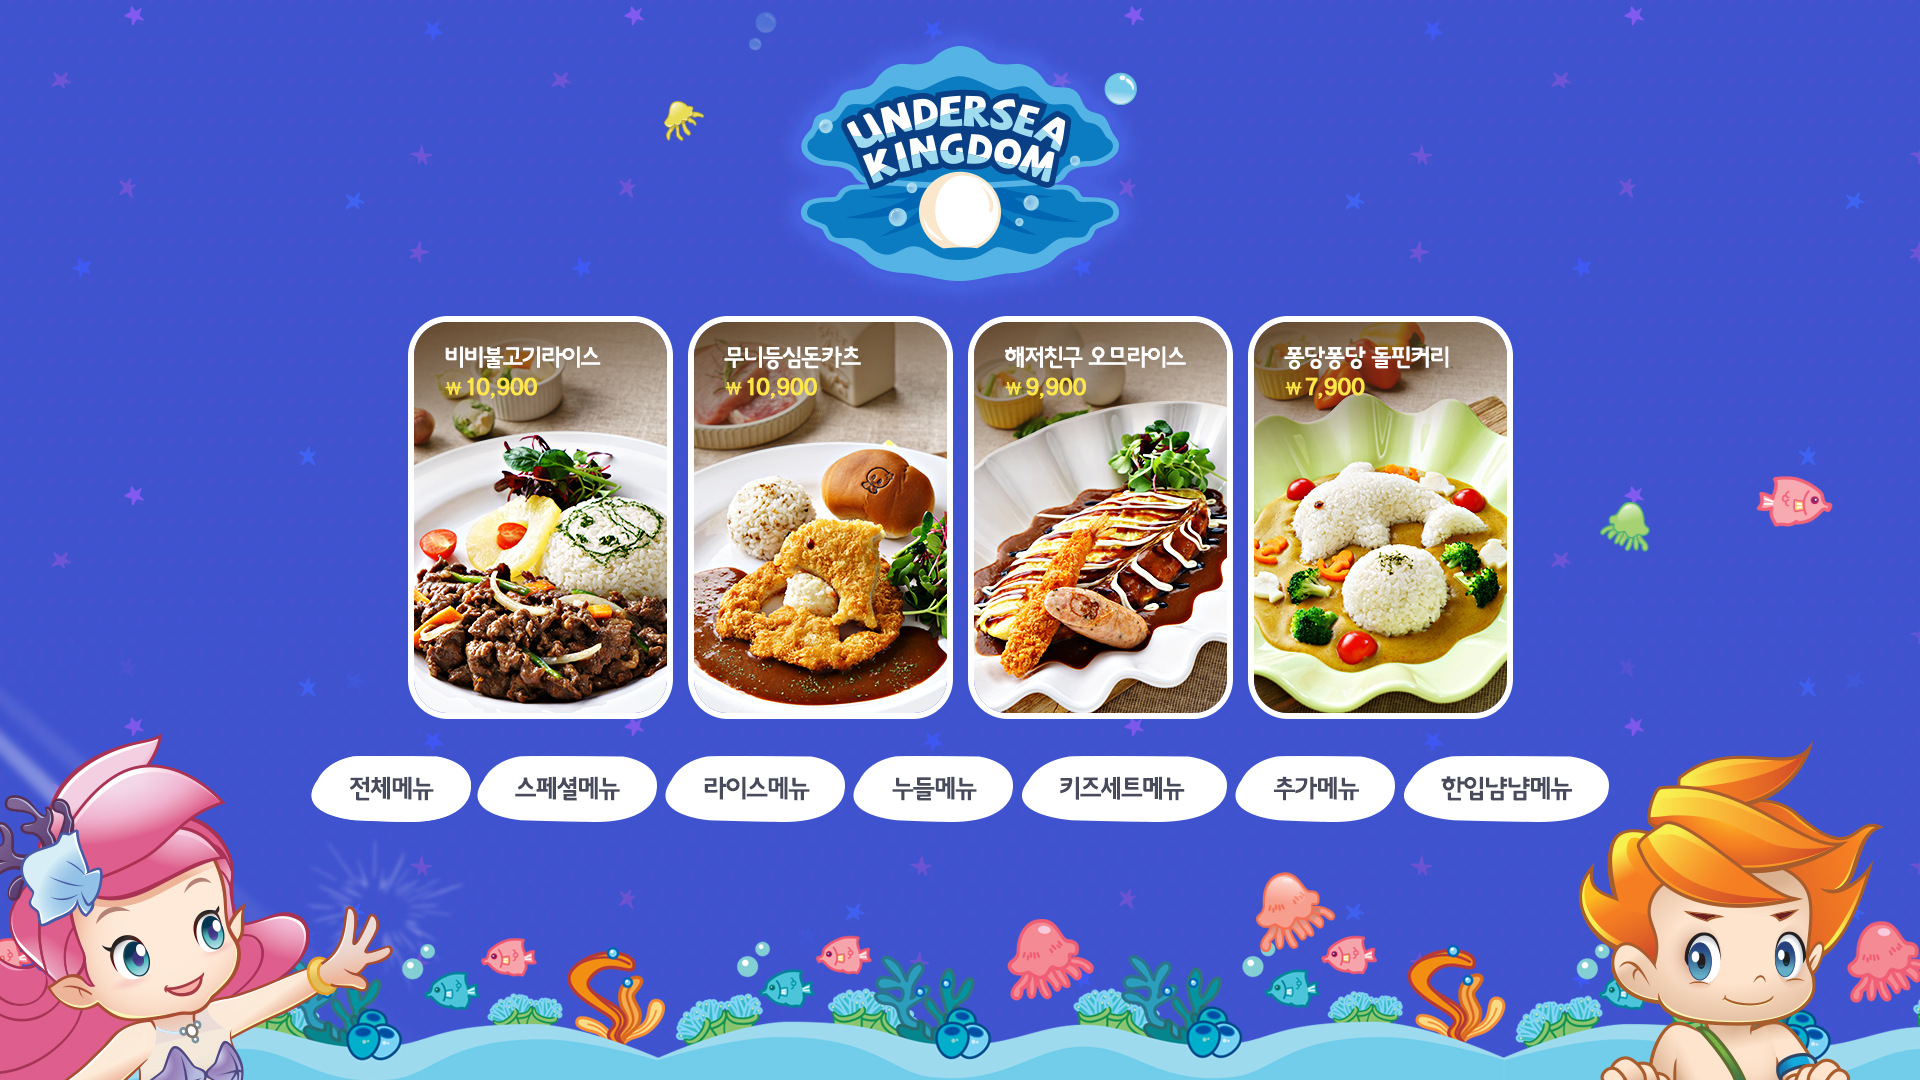 UNDERSEA
KINGDOM
비비불고기라이스
₩ 10,900
무니등심돈카츠
₩ 10,900
해저친구 오므라이스
₩ 9,900
퐁당퐁당 돌핀커리
₩ 7,900
전체메뉴
스페셜메뉴
라이스메뉴
누들메뉴
키즈세트메뉴
추가메뉴
한입냠냠메뉴